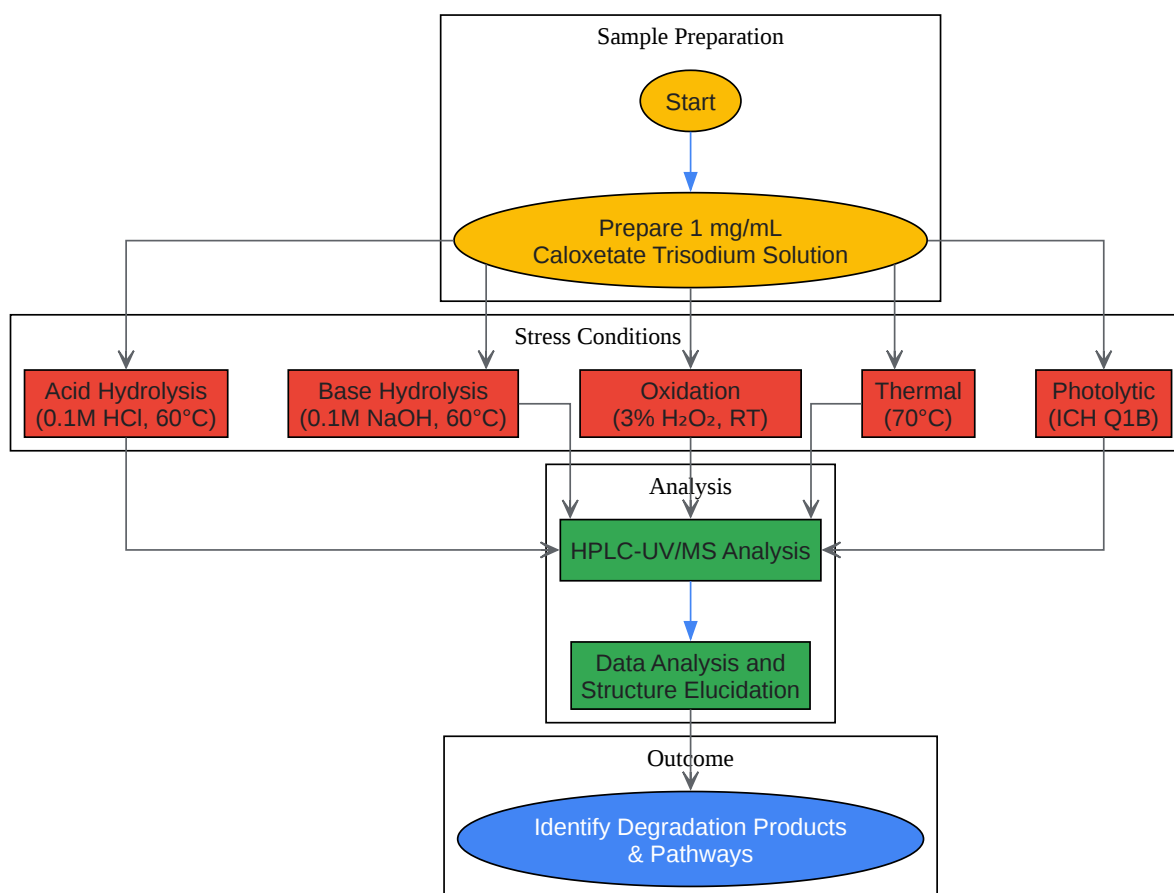 Sample Preparation
Start
Prepare 1 mg/mL
Caloxetate Trisodium Solution
Stress Conditions
Acid Hydrolysis
(0.1M HCl, 60°C)
Base Hydrolysis
(0.1M NaOH, 60°C)
Oxidation
(3% H₂O₂, RT)
Thermal
(70°C)
Photolytic
(ICH Q1B)
Analysis
HPLC-UV/MS Analysis
Data Analysis and
Structure Elucidation
Outcome
Identify Degradation Products
& Pathways